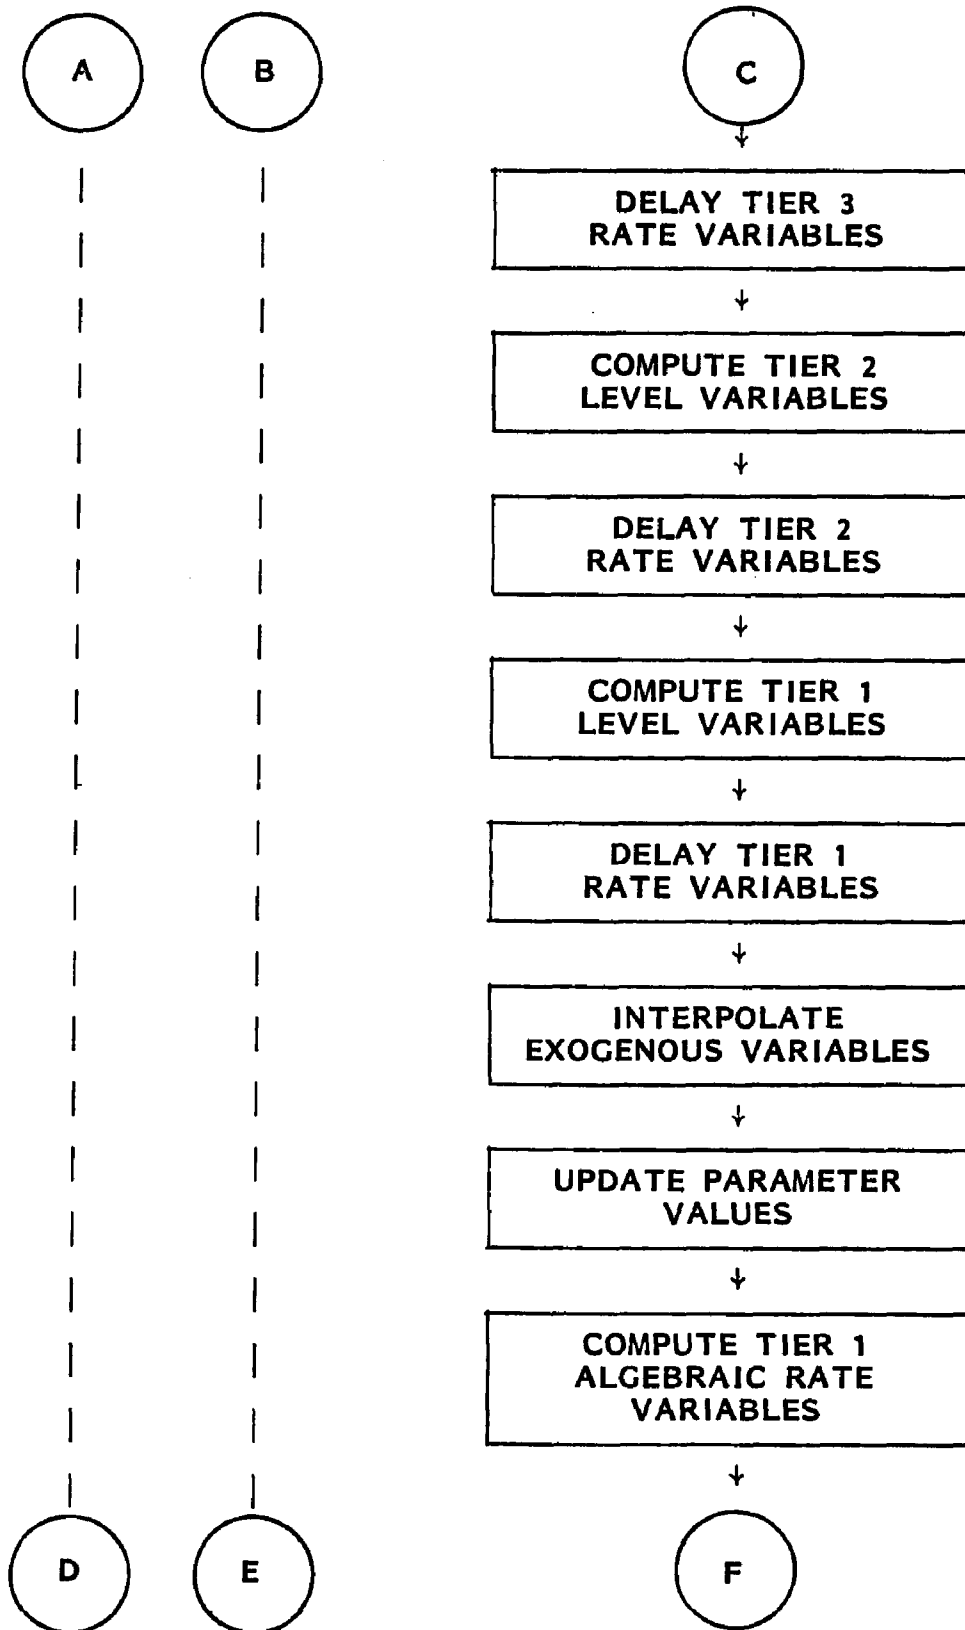 A B C
DELAY TIER 3
RATE VARIABLES
COMPUTE TIER 2
LEVEL VARIABLES
DELAY TIER 2
RATE VARIABLES
COMPUTE TIER 1
LEVEL VARIABLES
DELAY TIER 1
RATE VARIABLES
INTERPOLATE
EXOGENOUS VARIABLES
UPDATE PARAMETER
VALUES
COMPUTE TIER 1
ALGEBRAIC RATE
VARIABLES
D E F